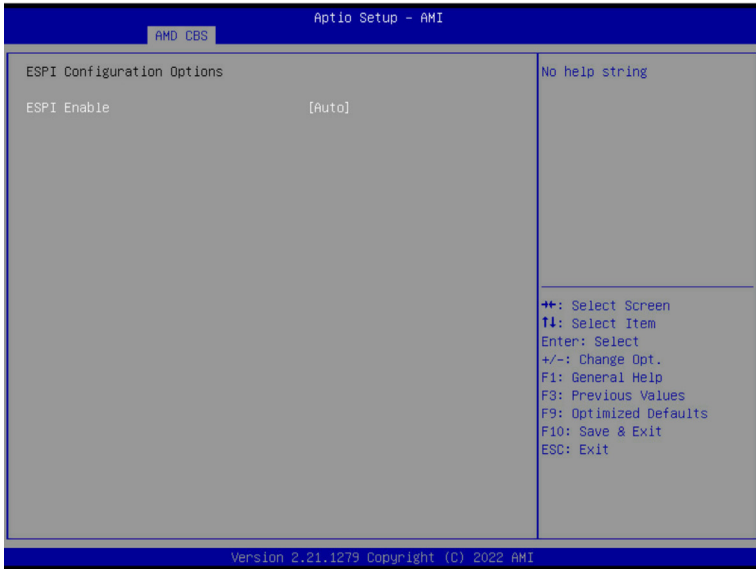 Aptio Setup – AMI
AMD CBS
ESPI Configuration Options
ESPI Enable [Auto]
No help string
→←: Select Screen
↑↓: Select Item
Enter: Select
+/-: Change Opt.
F1: General Help
F3: Previous Values
F9: Optimized Defaults
F10: Save & Exit
ESC: Exit
Version 2.21.1279 Copyright (C) 2022 AMI